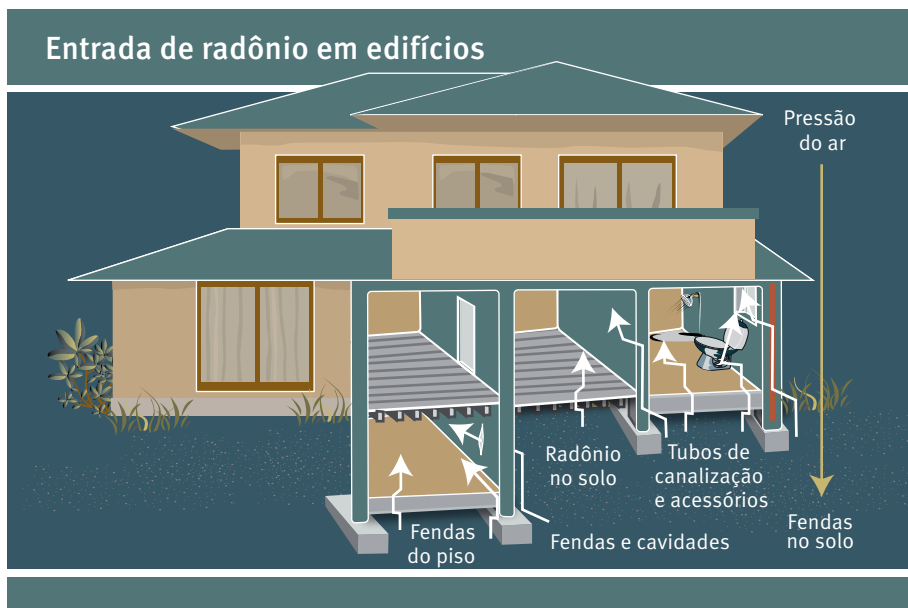 Entrada de radônio em edifícios
Pressão
do ar
Radônio
no solo
Tubos de
canalização
e acessórios
Fendas
no solo
Fendas
do piso
Fendas e cavidades